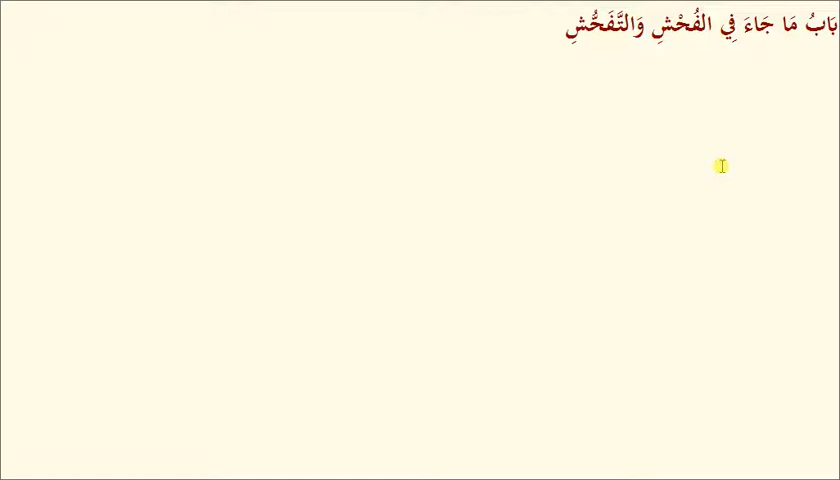 بَابُ مَا جَاءَ فِي الفُحْشِ وَالتَّفَحُّشِ